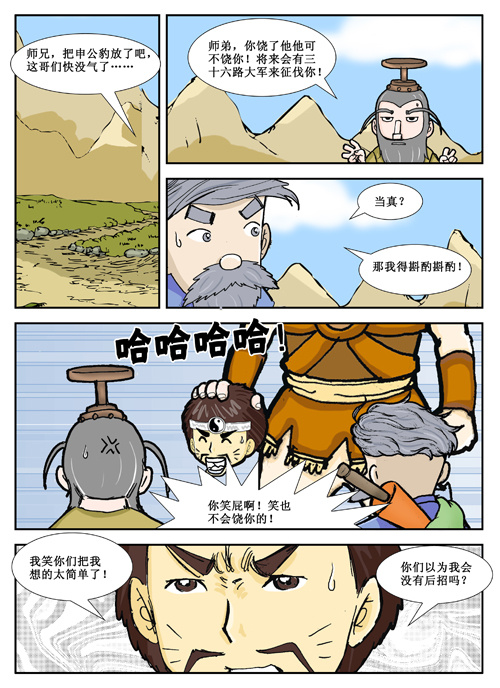 师兄，把申公豹放了吧，
这哥们快没气了……
师弟，你饶了他他可
不饶你！将来会有三
十六路大军来征伐你！
当真？
那我得斟酌斟酌！
哈哈哈哈！
你笑屁啊！笑也
不会饶你的！
我笑你们把我
想的太简单了！
你们以为我会
没有后招吗？